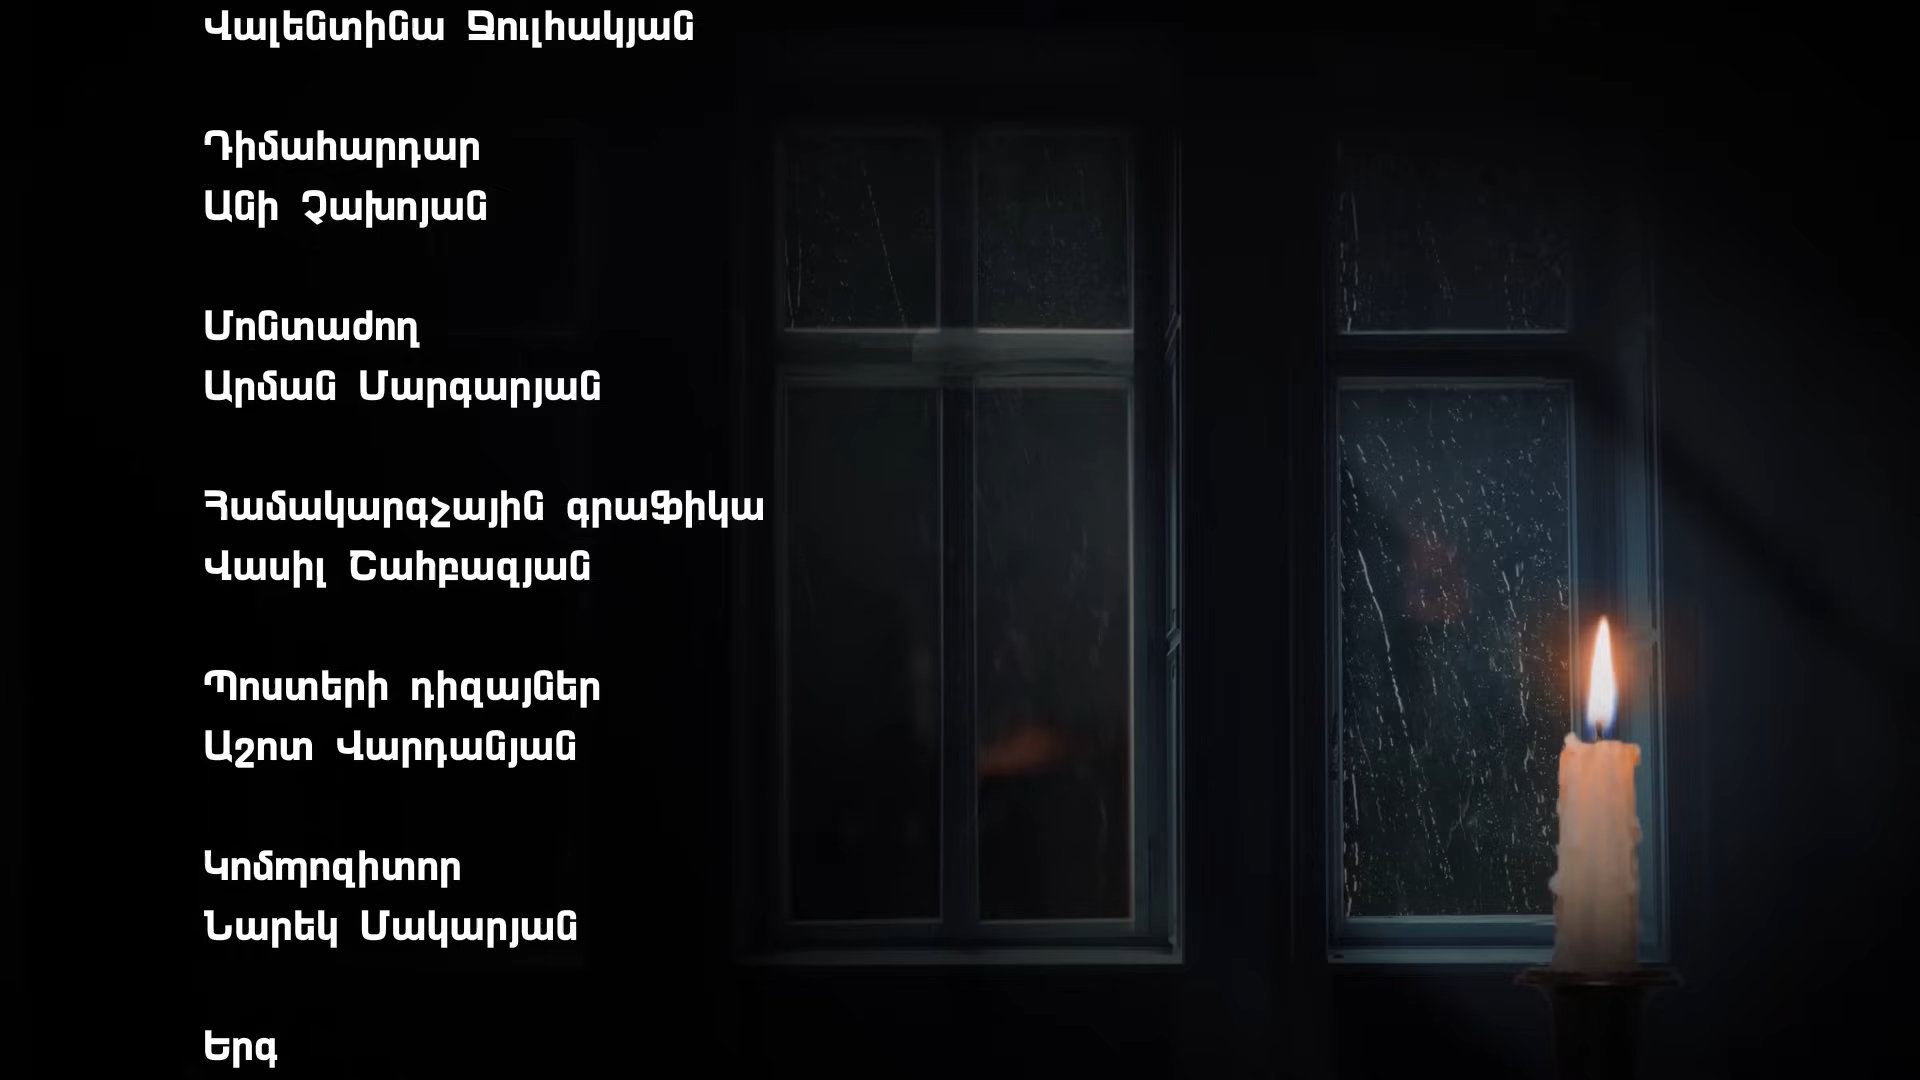 Վալենտինա Ջուլհակյան
Դիմահարդար
Անի Չախոյան
Մոնտաժող
Արման Մարգարյան
Համակարգչային գրաֆիկա
Վասիլ Շահբազյան
Պոստերի դիզայներ
Աշոտ Վարդանյան
Կոմպոզիտոր
Նարեկ Մակարյան
Երգ